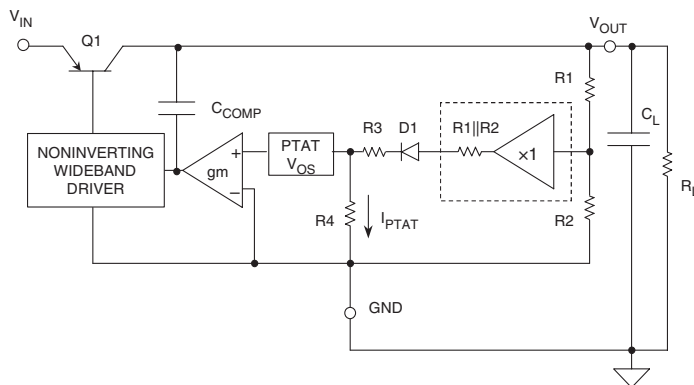 VIN
Q1
VOUT
R1
CCOMP
CL
NONINVERTING
WIDEBAND
DRIVER
gm
+
−
PTAT
VOS
R3
D1
R1||R2
×1
R4
IPTAT
R2
GND